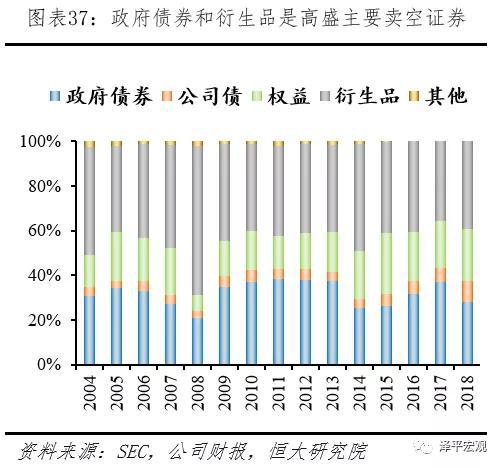 图表37：政府债券和衍生品是高盛主要卖空证券
政府债券 公司债 权益 衍生品 其他
100%
80%
60%
40%
20%
0%
2004 2005 2006 2007 2008 2009 2010 2011 2012 2013 2014 2015 2016 2017 2018
资料来源：SEC，公司财报，恒大研究院
泽平宏观